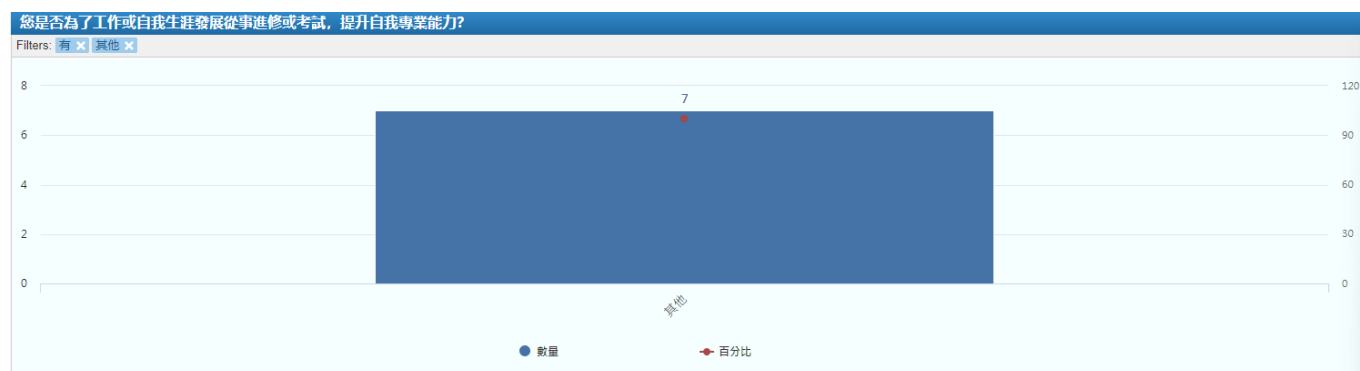 您是否為了工作或自我生涯發展從事進修或考試，提升自我專業能力?
Filters: 有 × 其他 ×
8 120
7
6 90
4 60
2 30
0 0
其他
數量 百分比